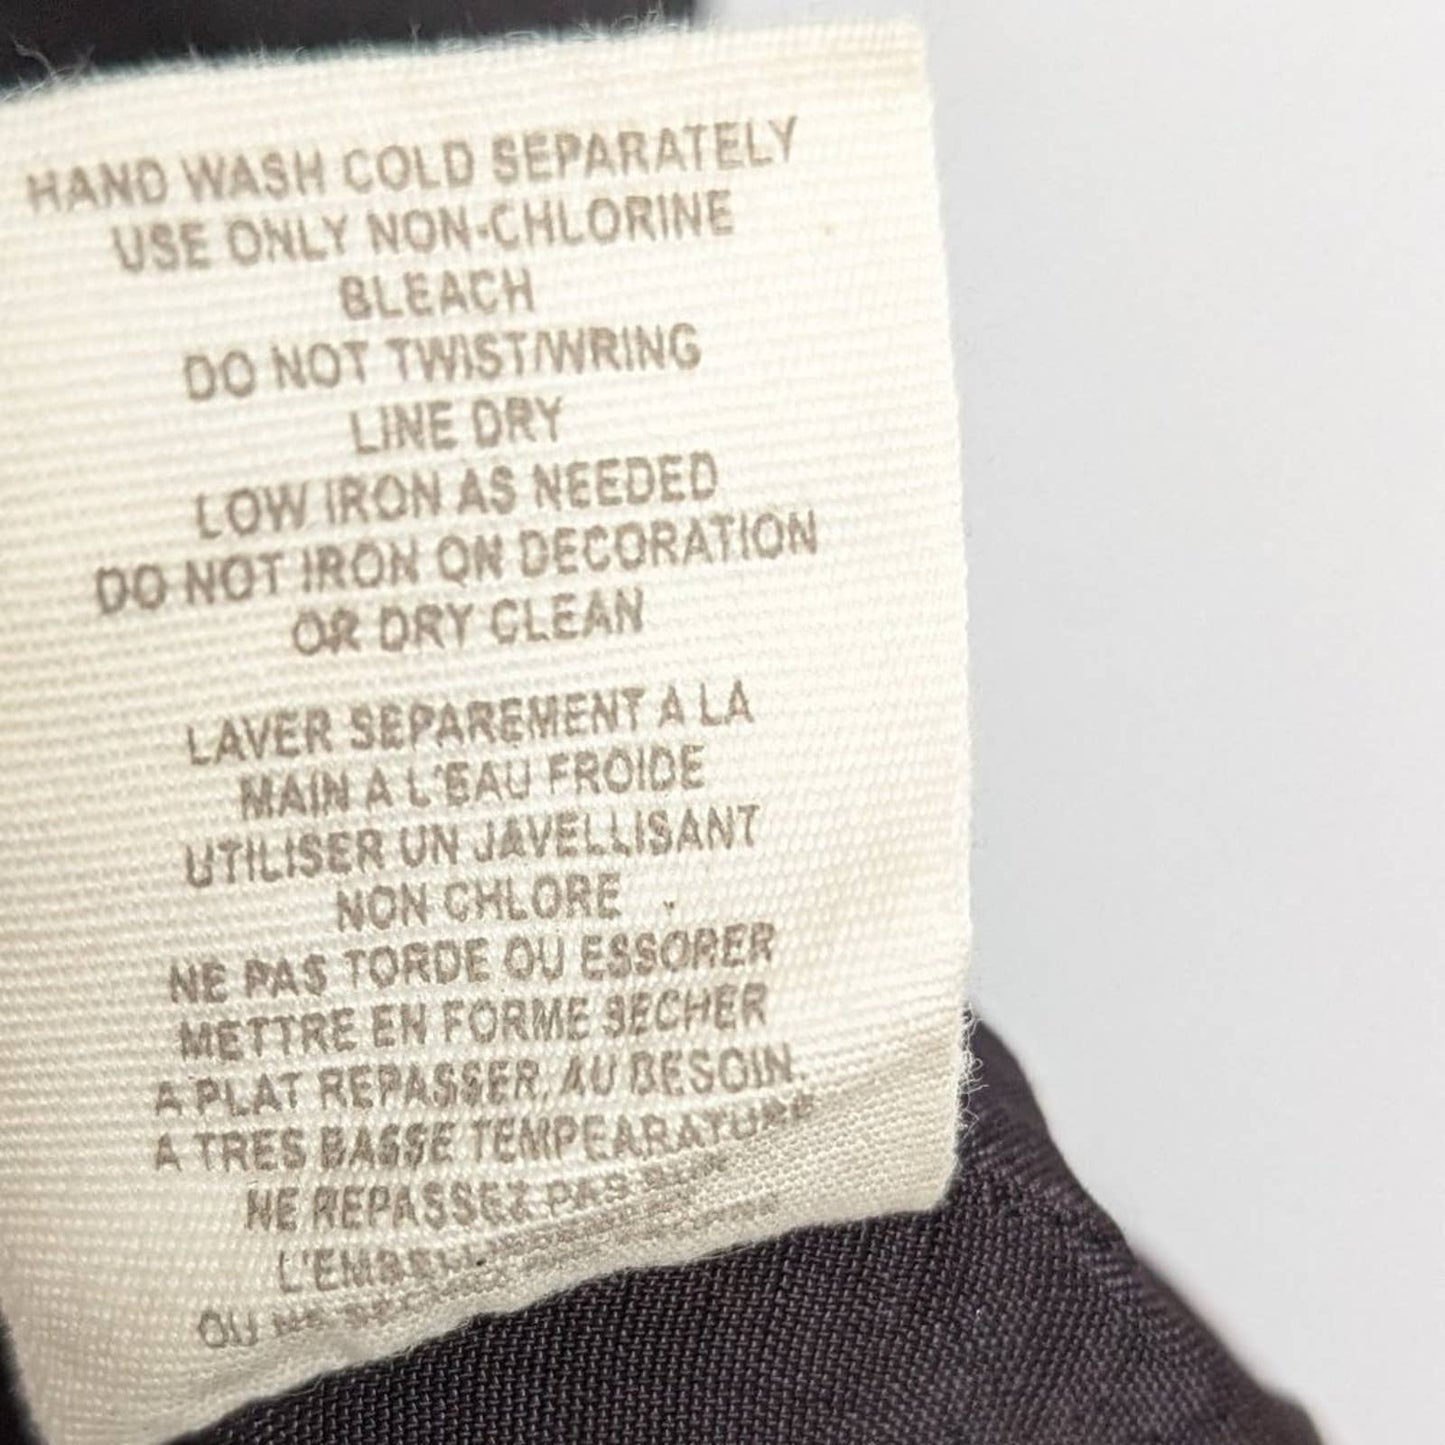 HAND WASH COLD SEPARATELY
USE ONLY NON-CHLORINE
BLEACH
DO NOT TWIST/WRING
LINE DRY
LOW IRON AS NEEDED
DO NOT IRON ON DECORATION
OR DRY CLEAN
LAVER SEPAREMENT A LA
MAIN A L'EAU FROIDE
UTILISER UN JAVELLISANT
NON CHLORE
NE PAS TORDE OU ESSORER
METTRE EN FORME SECHER
A PLAT REPASSER, AU BESOIN,
A TRES BASSE TEMPEARATURE
NE REPASSEZ PAS
OU